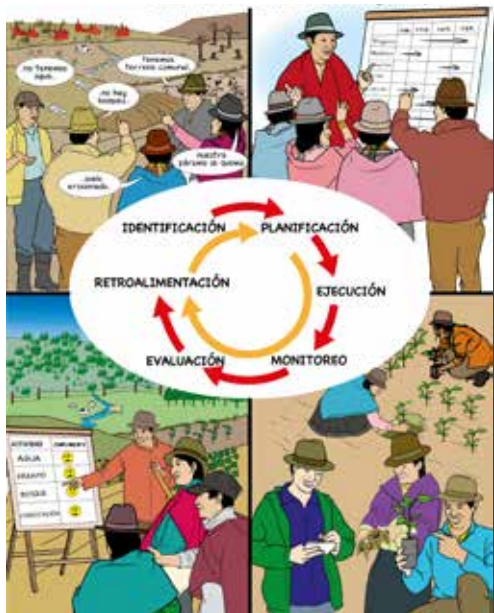 no tenemos
agua.
Tenemos
terreno comunal.
no hay
bosque.
nuestro
páramo se quema.
suelo
erosionado.
IDENTIFICACIÓN
PLANIFICACIÓN
RETROALIMENTACIÓN
EJECUCIÓN
EVALUACIÓN
MONITOREO
ACTIVIDAD
AGUA
BOSQUE